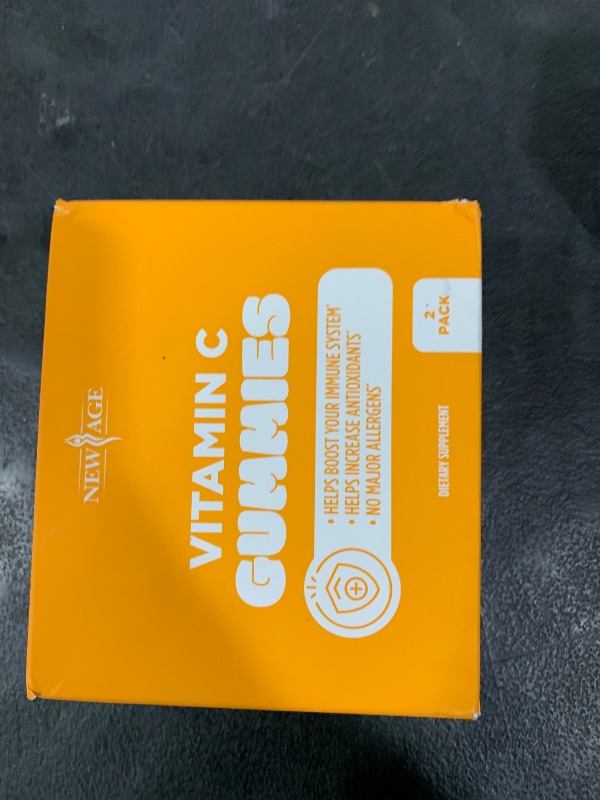 NEW AGE
VITAMIN C
GUMMIES
• HELPS BOOST YOUR IMMUNE SYSTEM*
• HELPS INCREASE ANTIOXIDANTS*
• NO MAJOR ALLERGENS*
DIETARY SUPPLEMENT
2
PACK